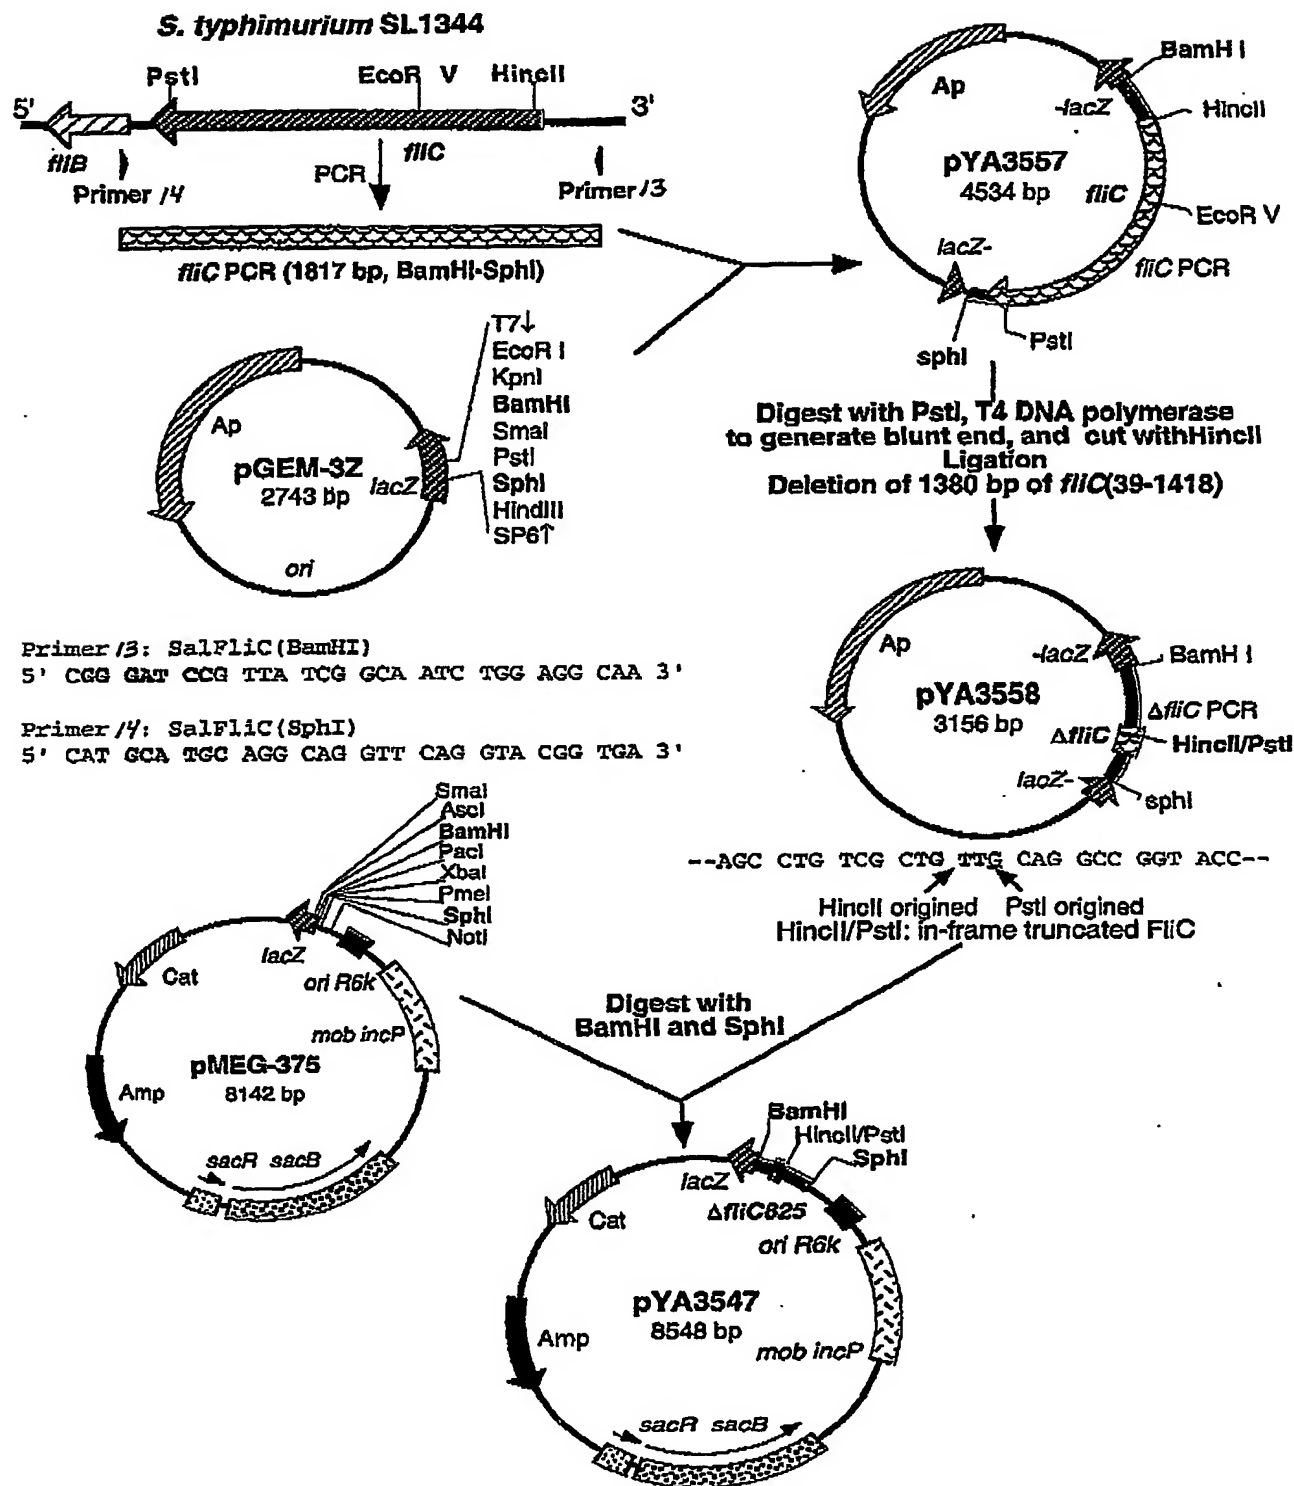 S. typhimurium SL1344
PstI
EcoR V
HincII
5'
3'
fliB
fliC
Primer 14
PCR
Primer 13
fliC PCR (1817 bp, BamHI-SphI)
Ap
-lacZ
BamH I
HincII
pYA3557
4534 bp
fliC
EcoR V
lacZ-
fliC PCR
sphI
PstI
T7↓
EcoR I
KpnI
BamHI
SmaI
PstI
SphI
HindIII
SP6↑
Ap
pGEM-3Z
2743 bp
lacZ
ori
Digest with PstI, T4 DNA polymerase
to generate blunt end, and cut withHincII
Ligation
Deletion of 1380 bp of fliC(39-1418)
Primer 13: SalFliC(BamHI)
5' CGG GAT CCG TTA TCG GCA ATC TGG AGG CAA 3'
Primer 14: SalFliC(SphI)
5' CAT GCA TGC AGG CAG GTT CAG GTA CGG TGA 3'
Ap
-lacZ
BamH I
pYA3558
3156 bp
ΔfliC PCR
ΔfliC
HincII/PstI
lacZ-
sphI
--AGC CTG TCG CTG TTG CAG GCC GGT ACC--
HincII origined PstI origined
HincII/PstI: in-frame truncated FliC
SmaI
AscI
BamHI
PacI
XbaI
PmeI
SphI
NotI
lacZ
Cat
ori R6k
mob incP
pMEG-375
8142 bp
Amp
sacR sacB
Digest with
BamHI and SphI
BamHI
HincII/PstI
SphI
lacZ
ΔfliC825
Cat
ori R6k
pYA3547
8548 bp
Amp
mob incP
sacR sacB